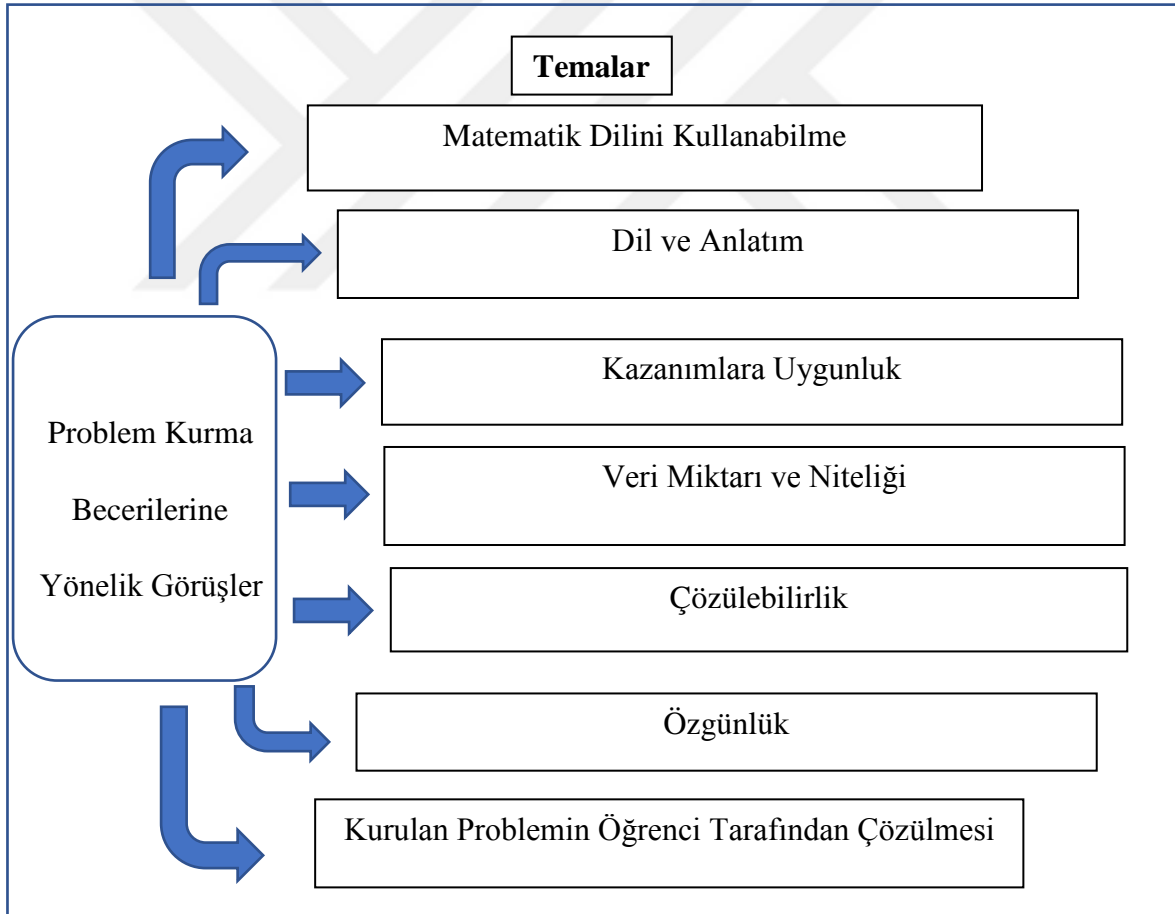 Temalar
Matematik Dilini Kullanabilme
Dil ve Anlatım
Kazanımlara Uygunluk
Veri Miktarı ve Niteliği
Çözülebilirlik
Özgünlük
Kurulan Problemin Öğrenci Tarafından Çözülmesi
Problem Kurma
Becerilerine
Yönelik Görüşler